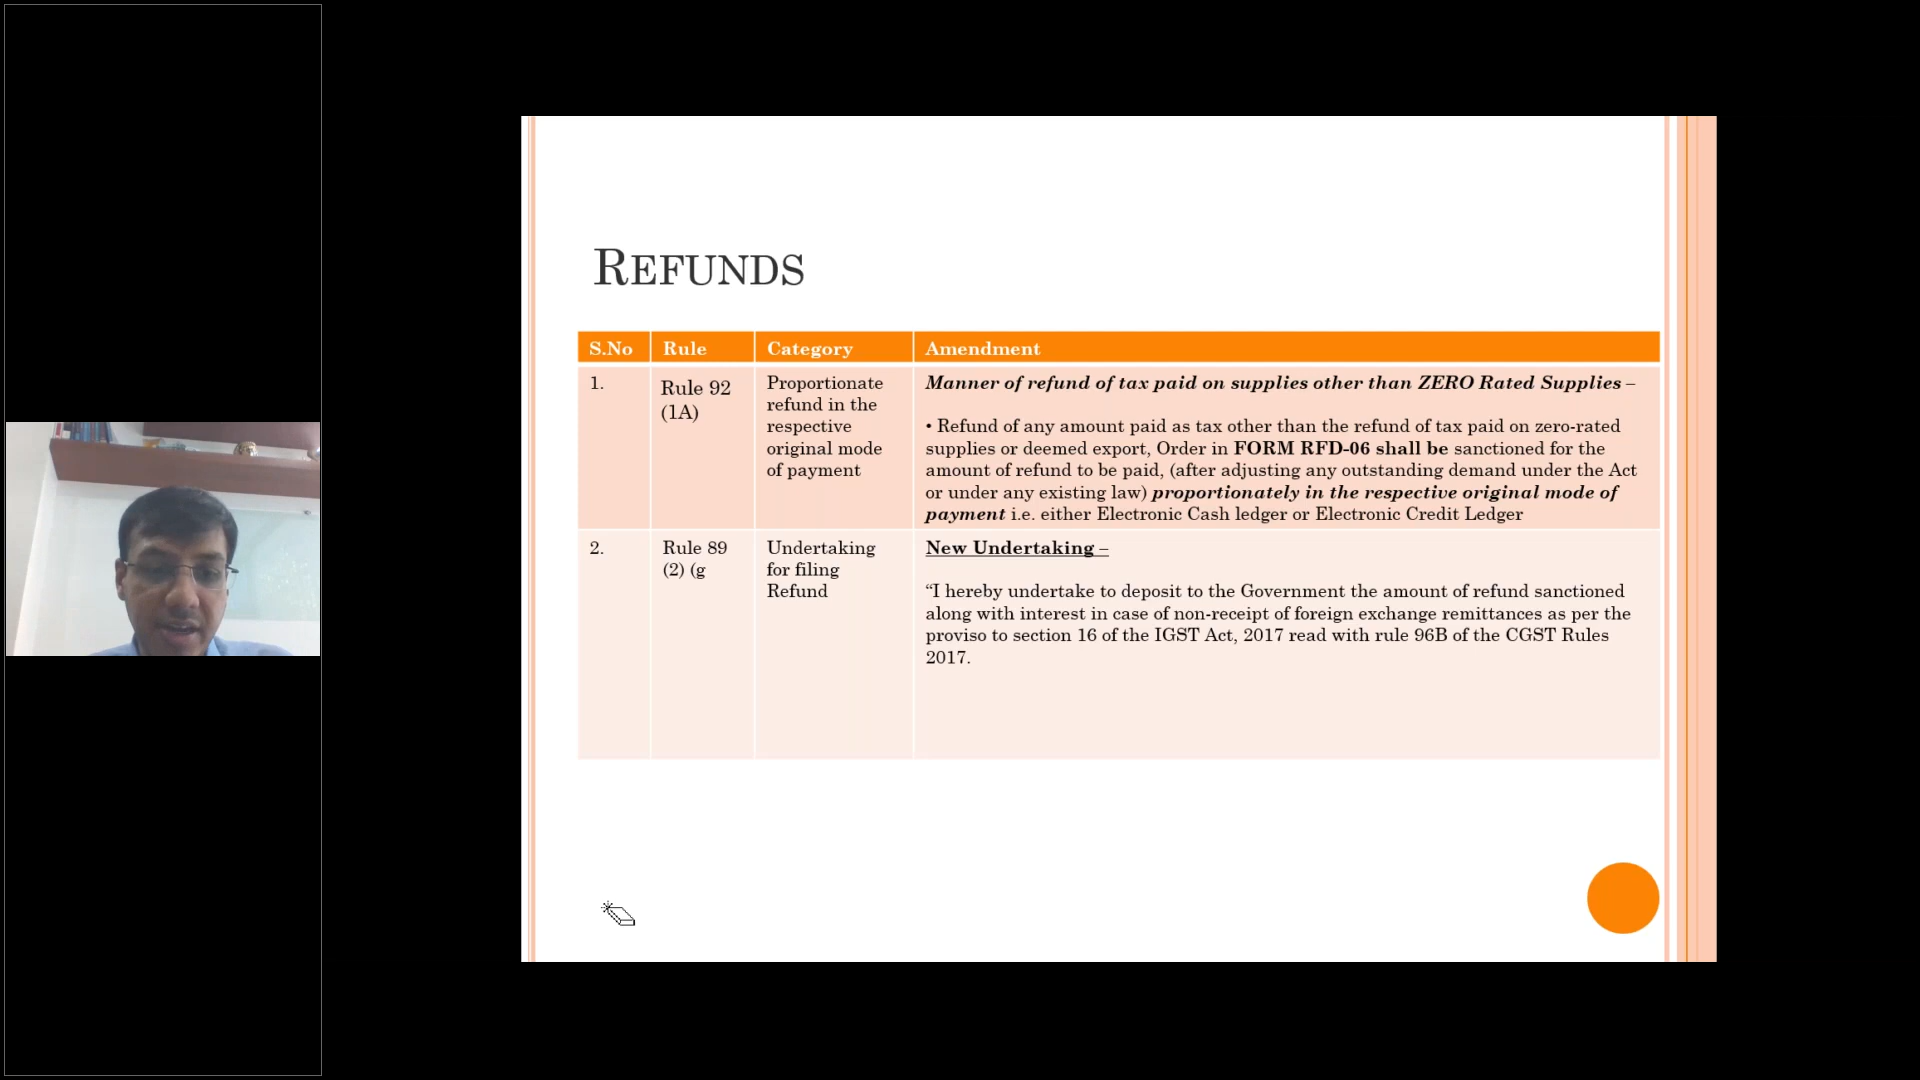 REFUNDS
S.No Rule Category Amendment
1.
Rule 92
(1A)
Proportionate
refund in the
respective
original mode
of payment
Manner of refund of tax paid on supplies other than ZERO Rated Supplies –
• Refund of any amount paid as tax other than the refund of tax paid on zero-rated
supplies or deemed export, Order in FORM RFD-06 shall be sanctioned for the
amount of refund to be paid, (after adjusting any outstanding demand under the Act
or under any existing law) proportionately in the respective original mode of
payment i.e. either Electronic Cash ledger or Electronic Credit Ledger
2.
Rule 89
(2) (g
Undertaking
for filing
Refund
New Undertaking –
“I hereby undertake to deposit to the Government the amount of refund sanctioned
along with interest in case of non-receipt of foreign exchange remittances as per the
proviso to section 16 of the IGST Act, 2017 read with rule 96B of the CGST Rules
2017.